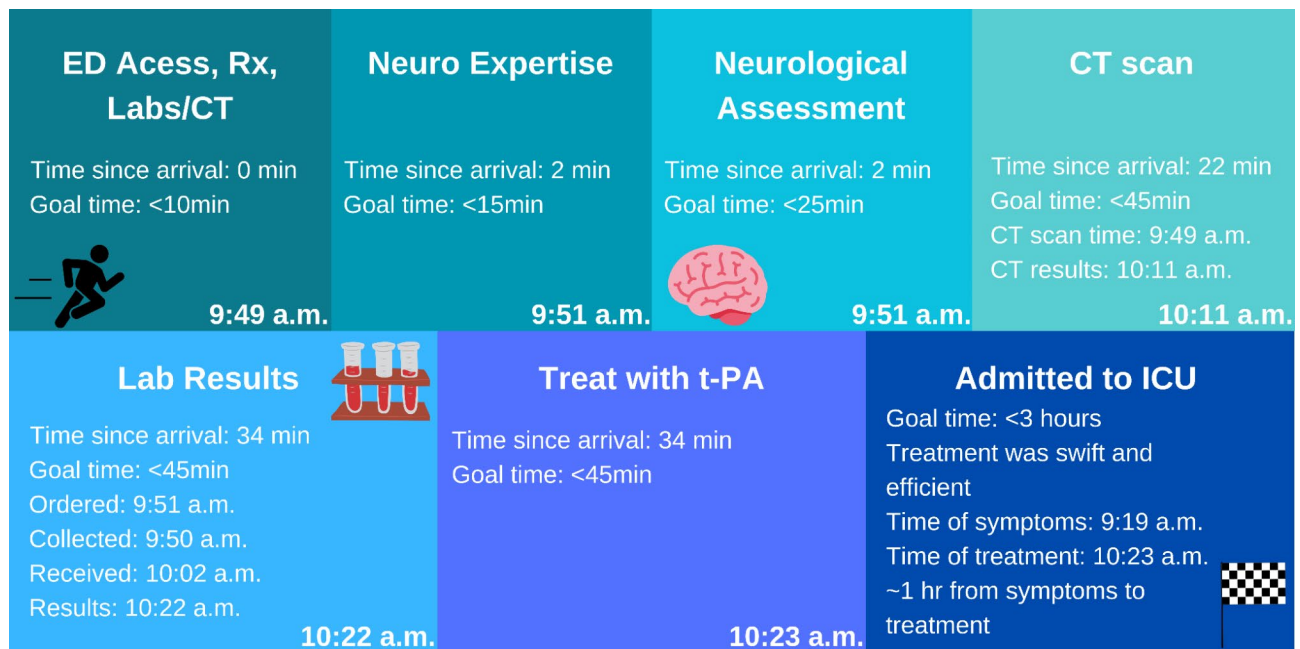 ED Acess, Rx,
Labs/CT
Time since arrival: 0 min
Goal time: <10min
9:49 a.m.
Neuro Expertise
Time since arrival: 2 min
Goal time: <15min
9:51 a.m.
Neurological
Assessment
Time since arrival: 2 min
Goal time: <25min
9:51 a.m.
CT scan
Time since arrival: 22 min
Goal time: <45min
CT scan time: 9:49 a.m.
CT results: 10:11 a.m.
10:11 a.m.
Lab Results
Time since arrival: 34 min
Goal time: <45min
Ordered: 9:51 a.m.
Collected: 9:50 a.m.
Received: 10:02 a.m.
Results: 10:22 a.m.
10:22 a.m.
Treat with t-PA
Time since arrival: 34 min
Goal time: <45min
10:23 a.m.
Admitted to ICU
Goal time: <3 hours
Treatment was swift and
efficient
Time of symptoms: 9:19 a.m.
Time of treatment: 10:23 a.m.
~1 hr from symptoms to
treatment